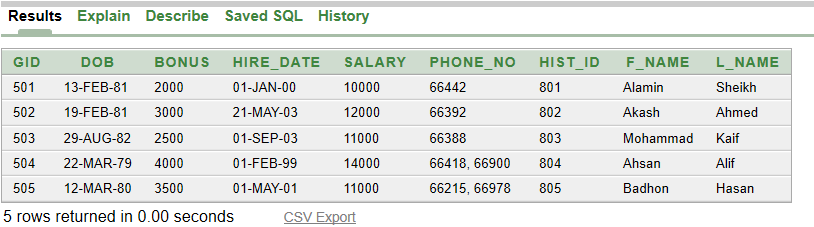 Results Explain Describe Saved SQL History
GID DOB BONUS HIRE_DATE SALARY PHONE_NO HIST_ID F_NAME L_NAME
501 13-FEB-81 2000 01-JAN-00 10000 66442 801 Alamin Sheikh
502 19-FEB-81 3000 21-MAY-03 12000 66392 802 Akash Ahmed
503 29-AUG-82 2500 01-SEP-03 11000 66388 803 Mohammad Kaif
504 22-MAR-79 4000 01-FEB-99 14000 66418, 66900 804 Ahsan Alif
505 12-MAR-80 3500 01-MAY-01 11000 66215, 66978 805 Badhon Hasan
5 rows returned in 0.00 seconds CSV Export